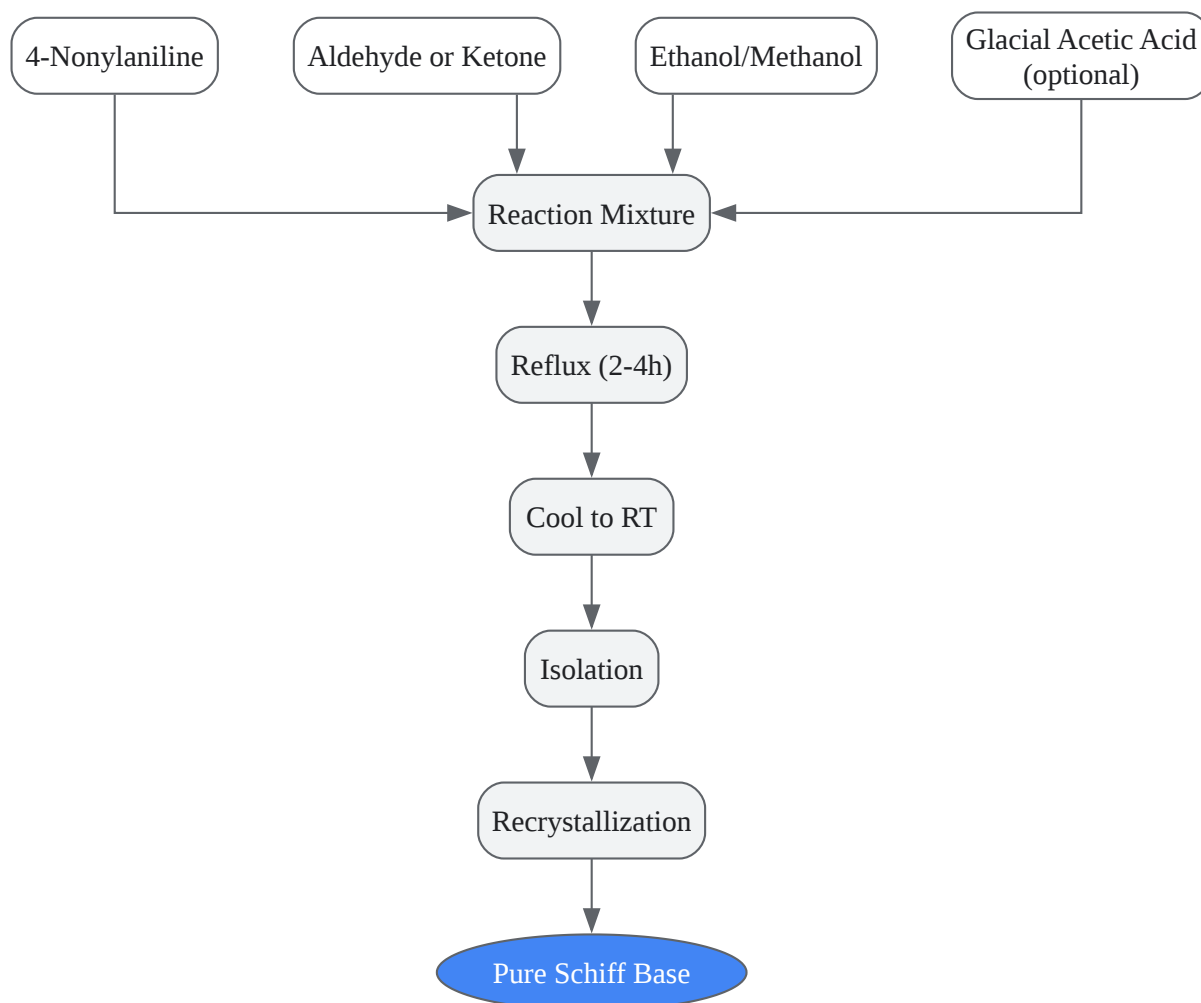 4-Nonylaniline
Aldehyde or Ketone
Ethanol/Methanol
Glacial Acetic Acid
(optional)
Reaction Mixture
Reflux (2-4h)
Cool to RT
Isolation
Recrystallization
Pure Schiff Base